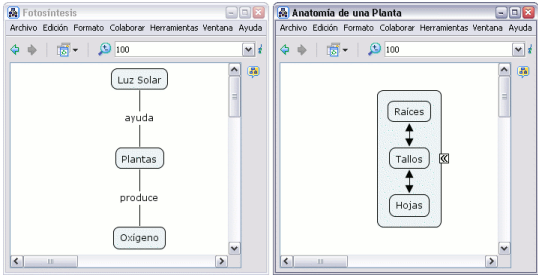 Fotosíntesis
Archivo Edición Formato Colaborar Herramientas Ventana Ayuda
100
Luz Solar
ayuda
Plantas
produce
Oxígeno
Anatomía de una Planta
Archivo Edición Formato Colaborar Herramientas Ventana Ayuda
100
Raíces
Tallos
Hojas